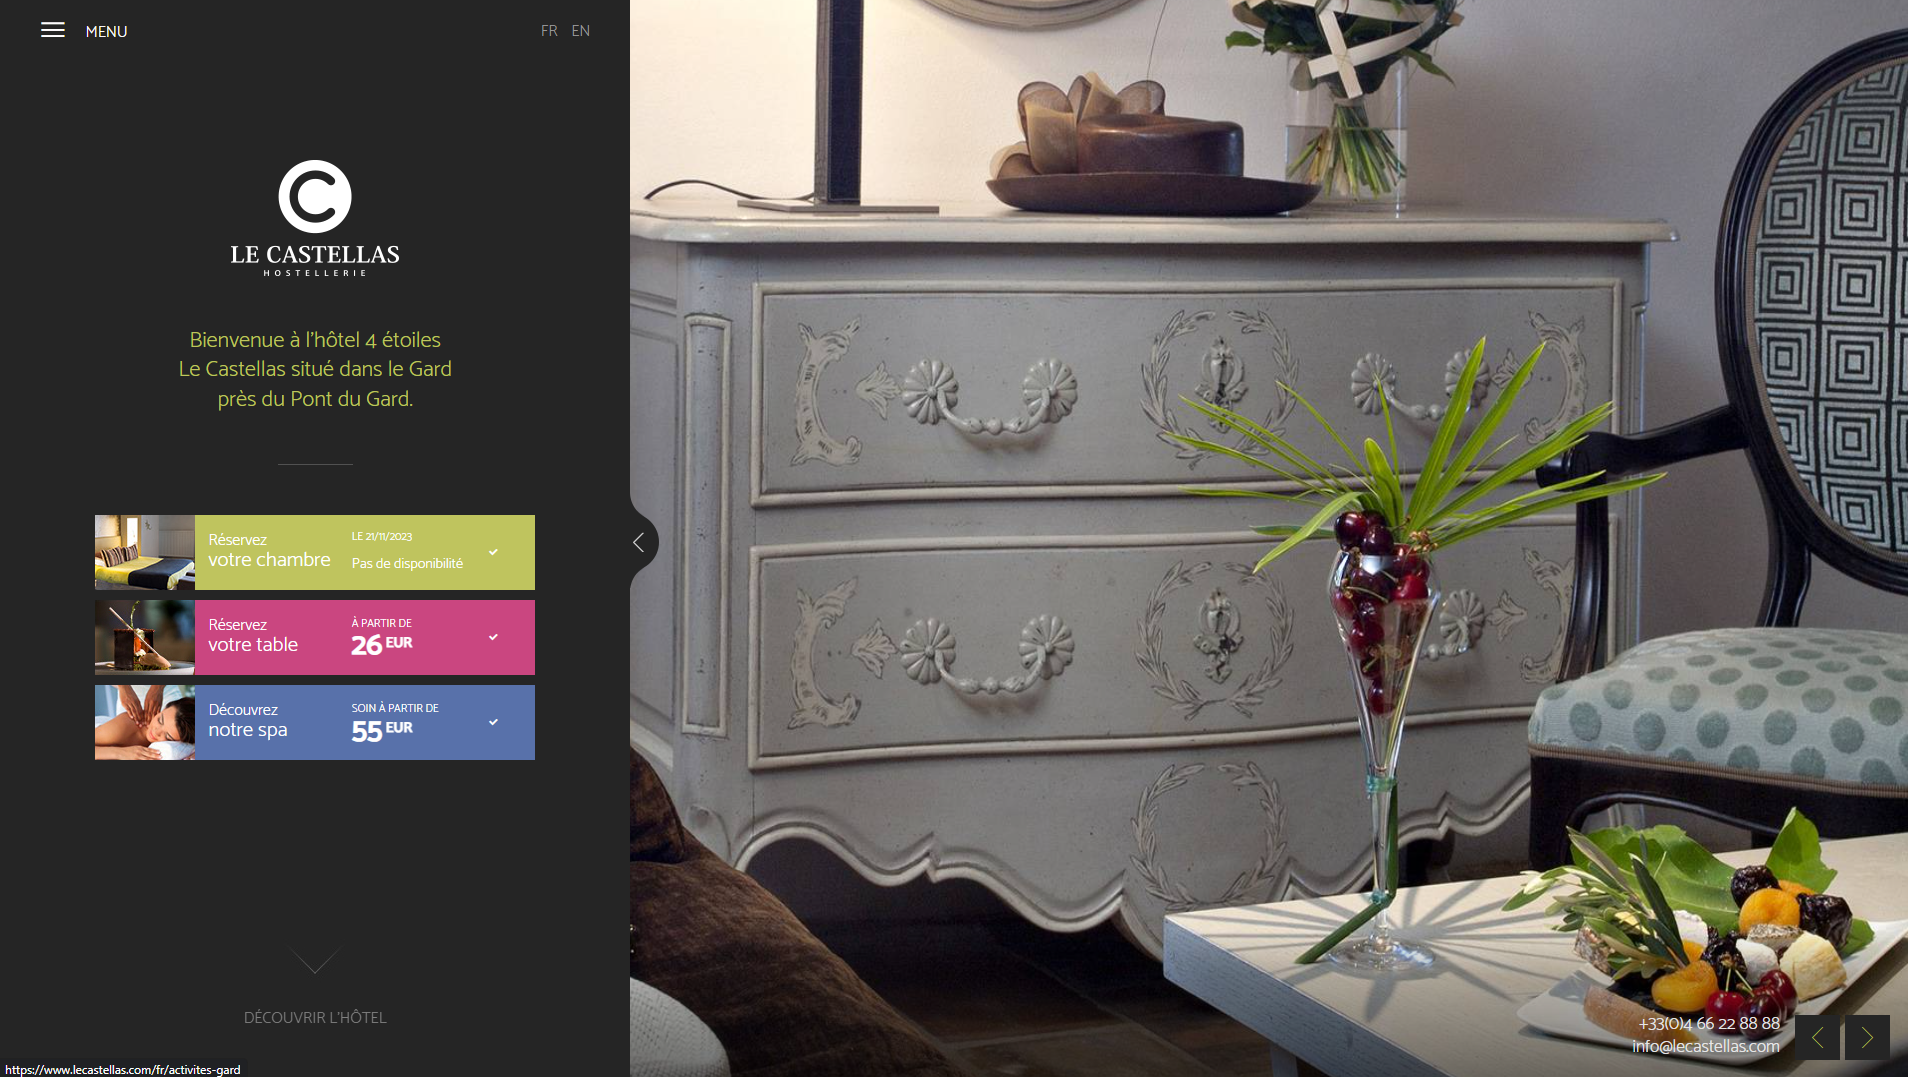 MENU
FR EN
C
LE CASTELLAS
HOSTELLERIE
Bienvenue à l'hôtel 4 étoiles
Le Castellas situé dans le Gard
près du Pont du Gard.
Réservez
votre chambre
LE 21/11/2023
Pas de disponibilité
Réservez
votre table
À PARTIR DE
26 EUR
Découvrez
notre spa
SOIN À PARTIR DE
55 EUR
DÉCOUVRIR L'HÔTEL
+33(0)4 66 22 88 88
info@lecastellas.com
https://www.lecastellas.com/fr/activites-gard